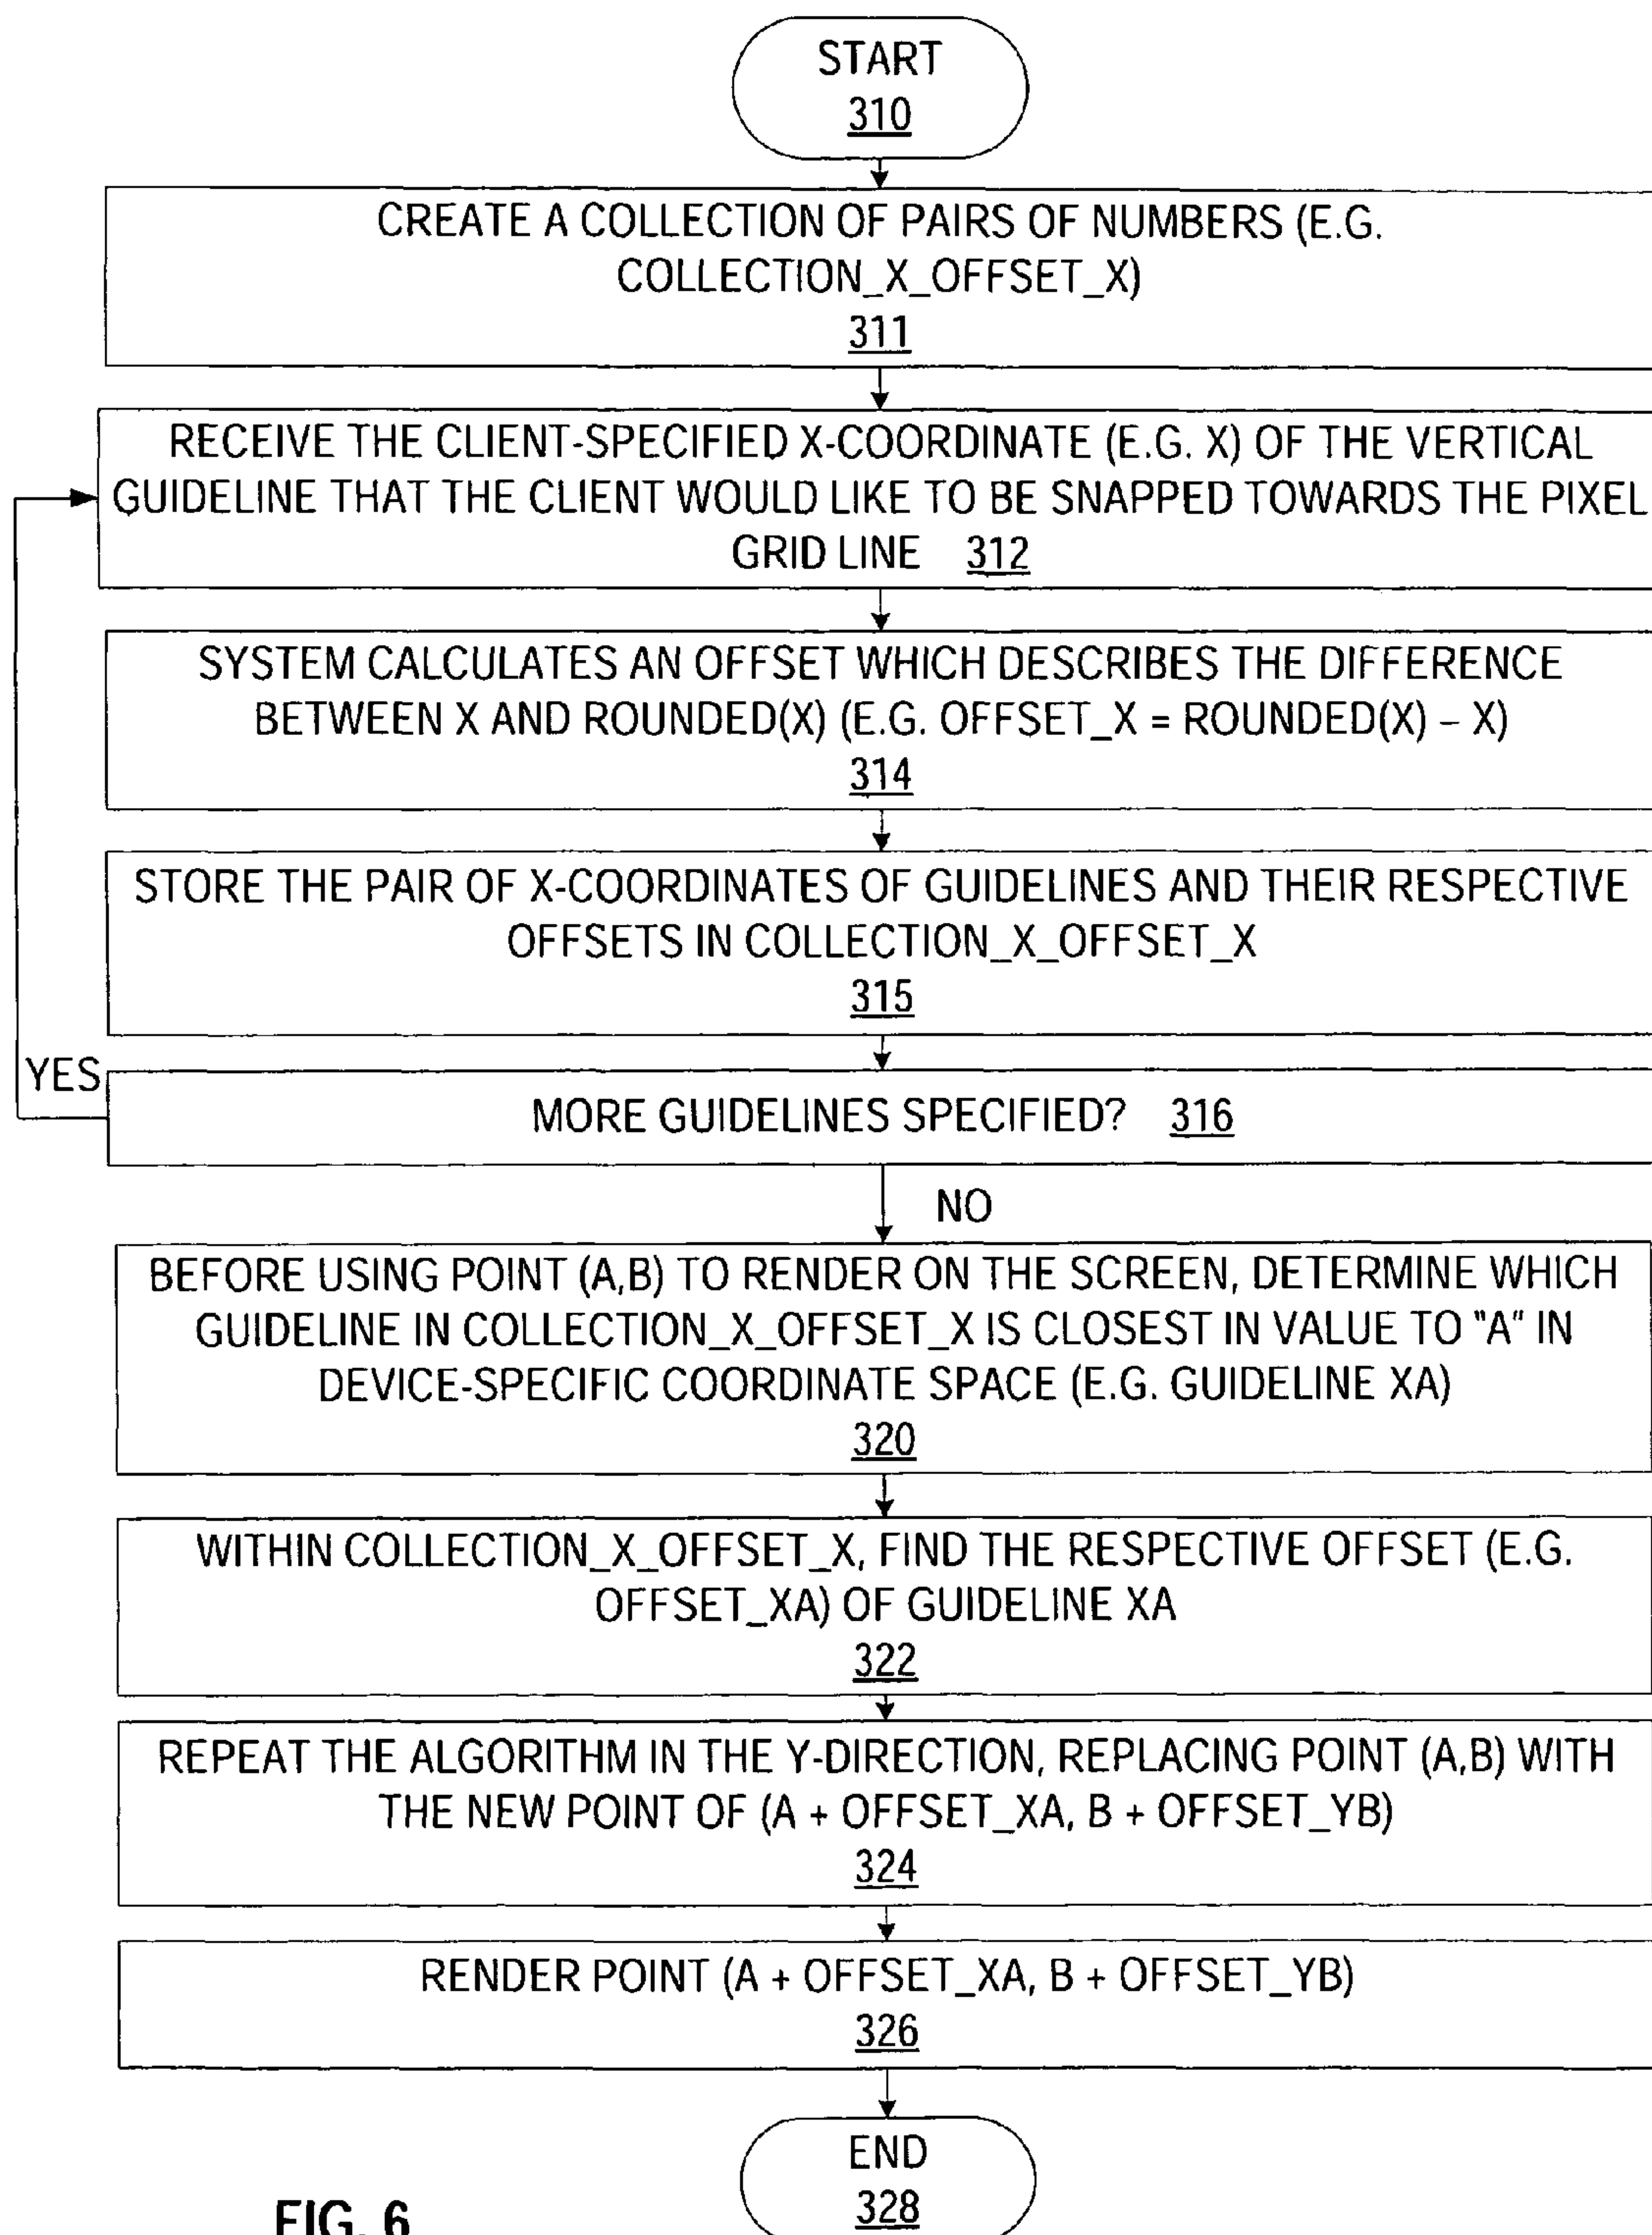 START
310
CREATE A COLLECTION OF PAIRS OF NUMBERS (E.G.
COLLECTION_X_OFFSET_X)
311
RECEIVE THE CLIENT-SPECIFIED X-COORDINATE (E.G. X) OF THE VERTICAL
GUIDELINE THAT THE CLIENT WOULD LIKE TO BE SNAPPED TOWARDS THE PIXEL
GRID LINE 312
SYSTEM CALCULATES AN OFFSET WHICH DESCRIBES THE DIFFERENCE
BETWEEN X AND ROUNDED(X) (E.G. OFFSET_X = ROUNDED(X) – X)
314
STORE THE PAIR OF X-COORDINATES OF GUIDELINES AND THEIR RESPECTIVE
OFFSETS IN COLLECTION_X_OFFSET_X
315
YES
MORE GUIDELINES SPECIFIED? 316
NO
BEFORE USING POINT (A,B) TO RENDER ON THE SCREEN, DETERMINE WHICH
GUIDELINE IN COLLECTION_X_OFFSET_X IS CLOSEST IN VALUE TO "A" IN
DEVICE-SPECIFIC COORDINATE SPACE (E.G. GUIDELINE XA)
320
WITHIN COLLECTION_X_OFFSET_X, FIND THE RESPECTIVE OFFSET (E.G.
OFFSET_XA) OF GUIDELINE XA
322
REPEAT THE ALGORITHM IN THE Y-DIRECTION, REPLACING POINT (A,B) WITH
THE NEW POINT OF (A + OFFSET_XA, B + OFFSET_YB)
324
RENDER POINT (A + OFFSET_XA, B + OFFSET_YB)
326
END
328
FIG. 6